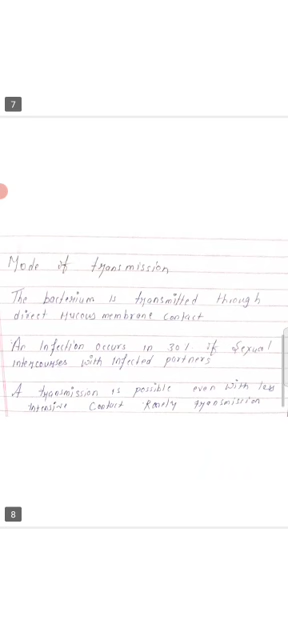 7
Mode of transmission
The bacterium is transmitted through
direct Mucous membrane contact
An Infection occurs in 30% if sexual
intercourses with infected partners
A transmission is possible even with less
intensive Contact Rarely transmission
8